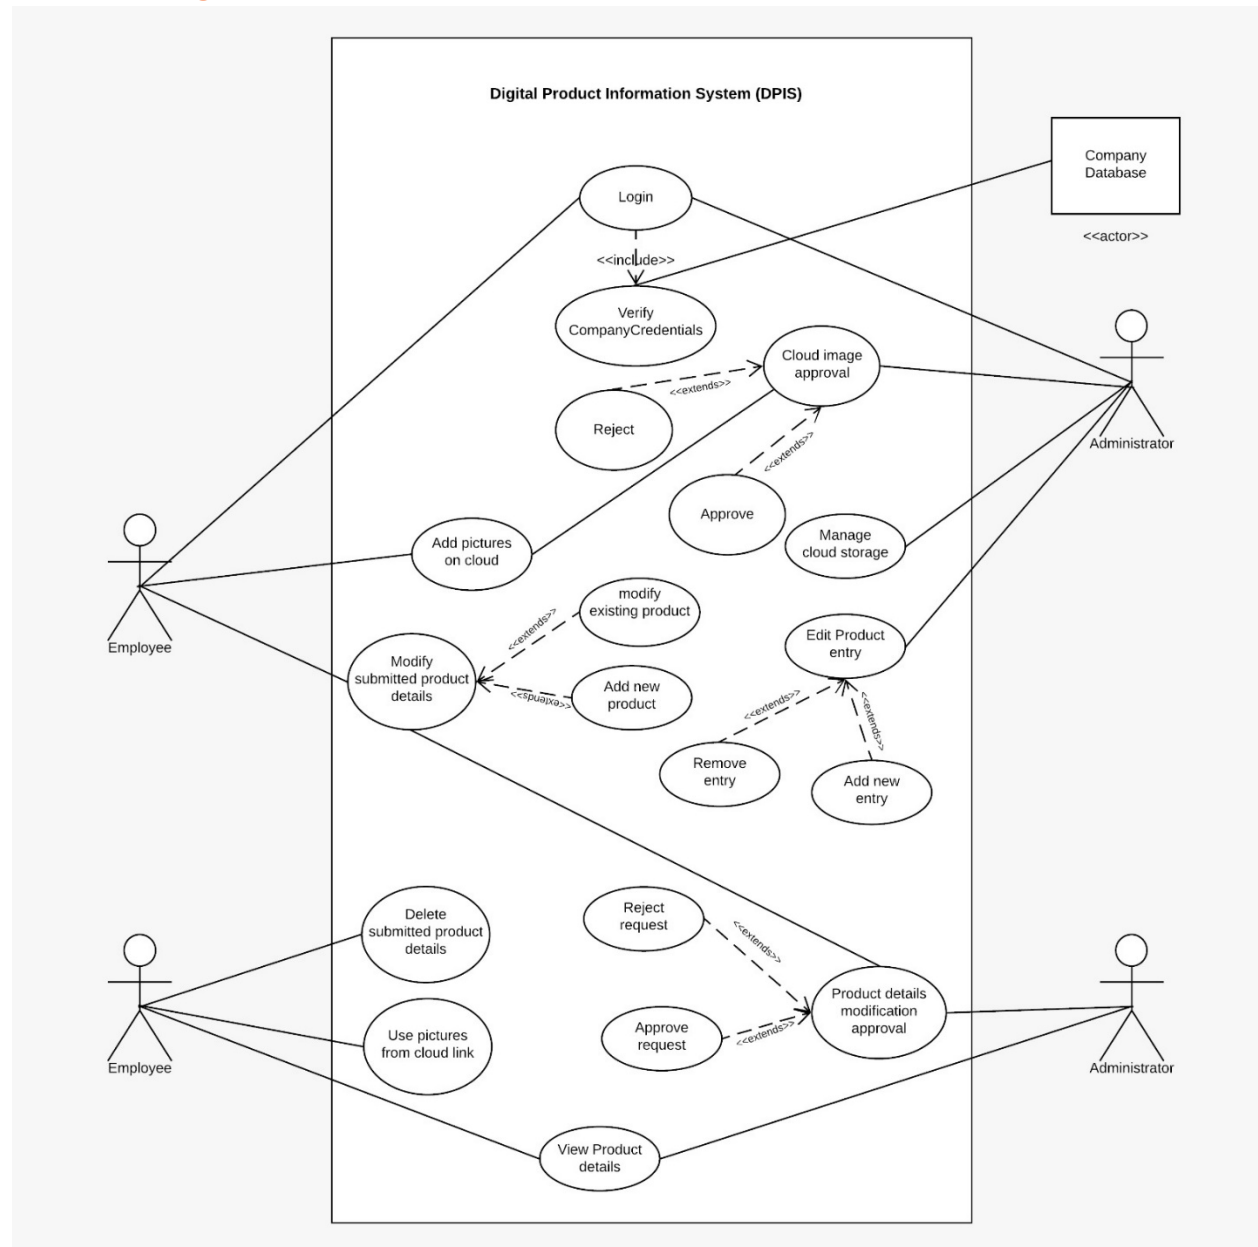 Digital Product Information System (DPIS)
Company
Database
<<actor>>
Login
<<include>>
Verify
CompanyCredentials
Cloud image
approval
<<extends>>
Reject
<<extends>>
Approve
Administrator
Add pictures
on cloud
Manage
cloud storage
Employee
modify
existing product
<<extends>>
Modify
submitted product
details
<<extends>>
Add new
product
Edit Product
entry
<<extends>>
<<extends>>
Remove
entry
Add new
entry
Delete
submitted product
details
Reject
request
<<extends>>
Employee
Use pictures
from cloud link
Approve
request
<<extends>>
Product details
modification
approval
Administrator
View Product
details